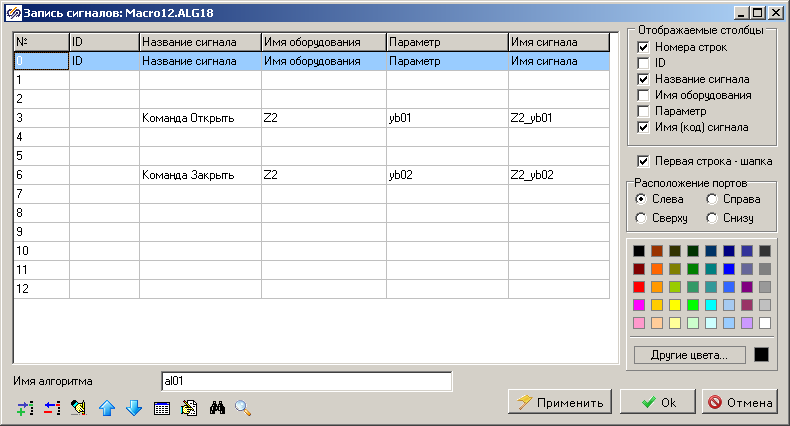 Запись сигналов: Macro12.ALG18
№ ID Название сигнала Имя оборудования Параметр Имя сигнала
0 ID Название сигнала Имя оборудования Параметр Имя сигнала
1
2
3 Команда Открыть Z2 yb01 Z2_yb01
4
5
6 Команда Закрыть Z2 yb02 Z2_yb02
7
8
9
10
11
12
Отображаемые столбцы
Номера строк
ID
Название сигнала
Имя оборудования
Параметр
Имя (код) сигнала
Первая строка - шапка
Расположение портов
Слева Справа
Сверху Снизу
Другие цвета...
Имя алгоритма al01
Применить Ok Отмена